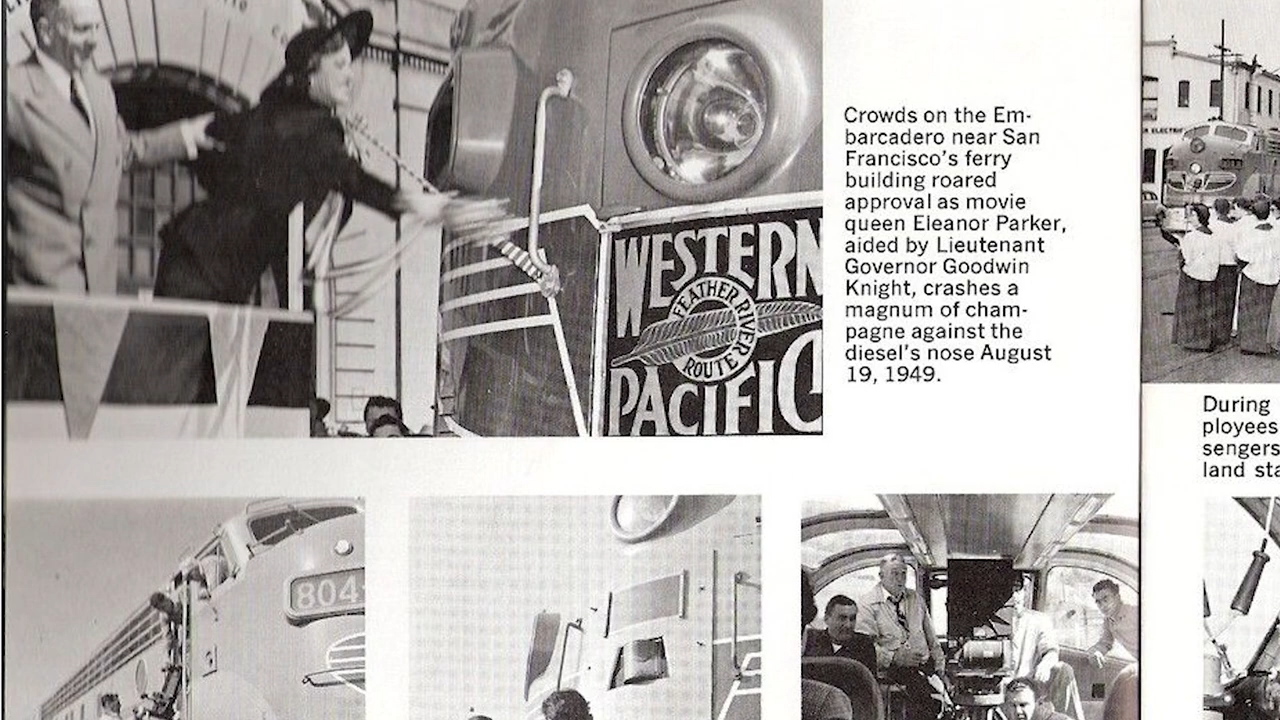 Crowds on the Em-
barcadero near San
Francisco's ferry
building roared
approval as movie
queen Eleanor Parker,
aided by Lieutenant
Governor Goodwin
Knight, crashes a
magnum of cham-
pagne against the
diesel's nose August
19, 1949.
WESTERN
FEATHER RIVER
ROUTE
PACIFIC
ELECTRIC
During
ployees
sengers
land sta
804